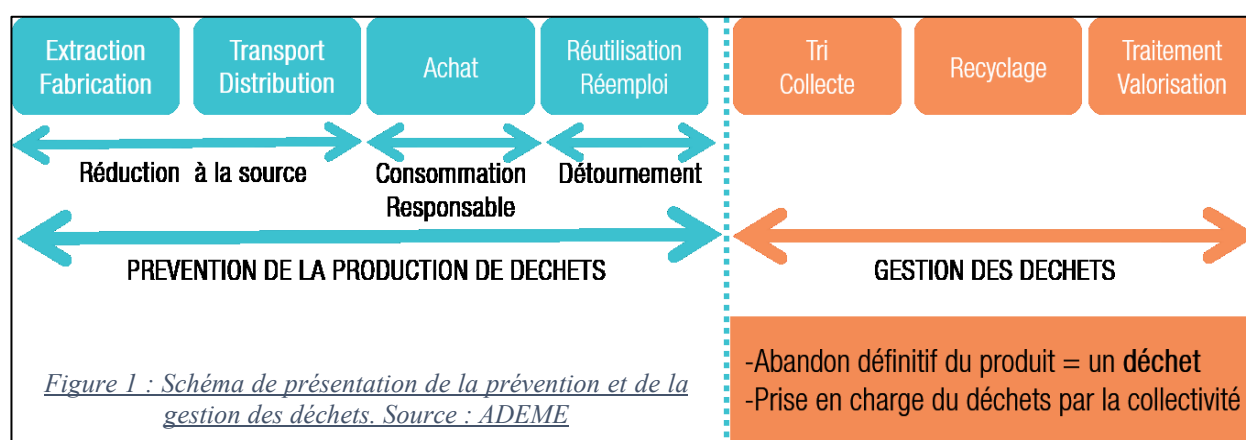 Extraction
Fabrication
Transport
Distribution
Achat
Réutilisation
Réemploi
Tri
Collecte
Recyclage
Traitement
Valorisation
Réduction à la source
Consommation
Responsable
Détournement
PREVENTION DE LA PRODUCTION DE DECHETS
GESTION DES DECHETS
-Abandon définitif du produit = un déchet
-Prise en charge du déchets par la collectivité
Figure 1 : Schéma de présentation de la prévention et de la
gestion des déchets. Source : ADEME